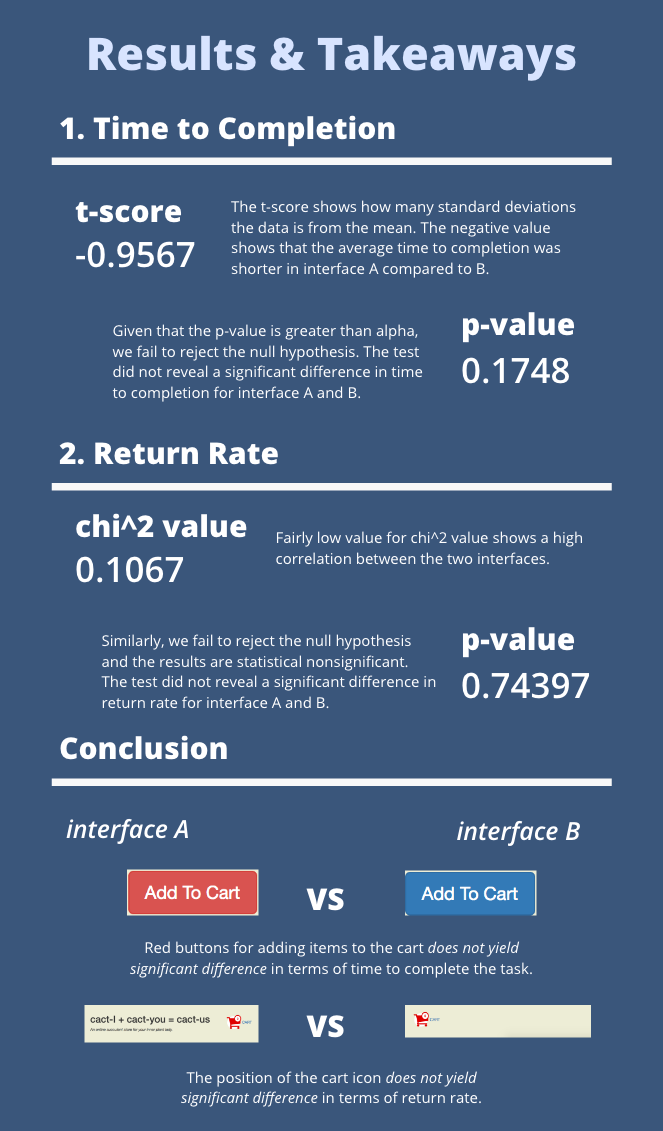 Results & Takeaways
1. Time to Completion
t-score
-0.9567
The t-score shows how many standard deviations
the data is from the mean. The negative value
shows that the average time to completion was
shorter in interface A compared to B.
Given that the p-value is greater than alpha,
we fail to reject the null hypothesis. The test
did not reveal a significant difference in time
to completion for interface A and B.
p-value
0.1748
2. Return Rate
chi^2 value
0.1067
Fairly low value for chi^2 value shows a high
correlation between the two interfaces.
Similarly, we fail to reject the null hypothesis
and the results are statistical nonsignificant.
The test did not reveal a significant difference in
return rate for interface A and B.
p-value
0.74397
Conclusion
interface A
interface B
Add To Cart
VS
Add To Cart
Red buttons for adding items to the cart does not yield
significant difference in terms of time to complete the task.
cact-I + cact-you = cact-us
An online succulent store for your inner plant lady.
CART
VS
CART
The position of the cart icon does not yield
significant difference in terms of return rate.